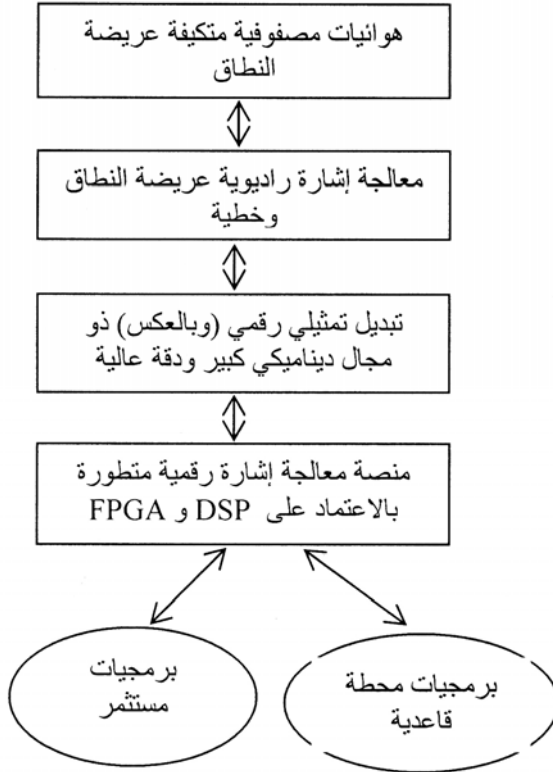 هوائيات مصفوفية متكيفة عريضة
النطاق
معالجة إشارة راديوية عريضة النطاق
وخطية
تبديل تمثيلي رقمي (وبالعكس) ذو
مجال ديناميكي كبير ودقة عالية
منصة معالجة إشارة رقمية متطورة
بالاعتماد على DSP و FPGA
برمجيات محطة
قاعدية
برمجيات
مستثمر